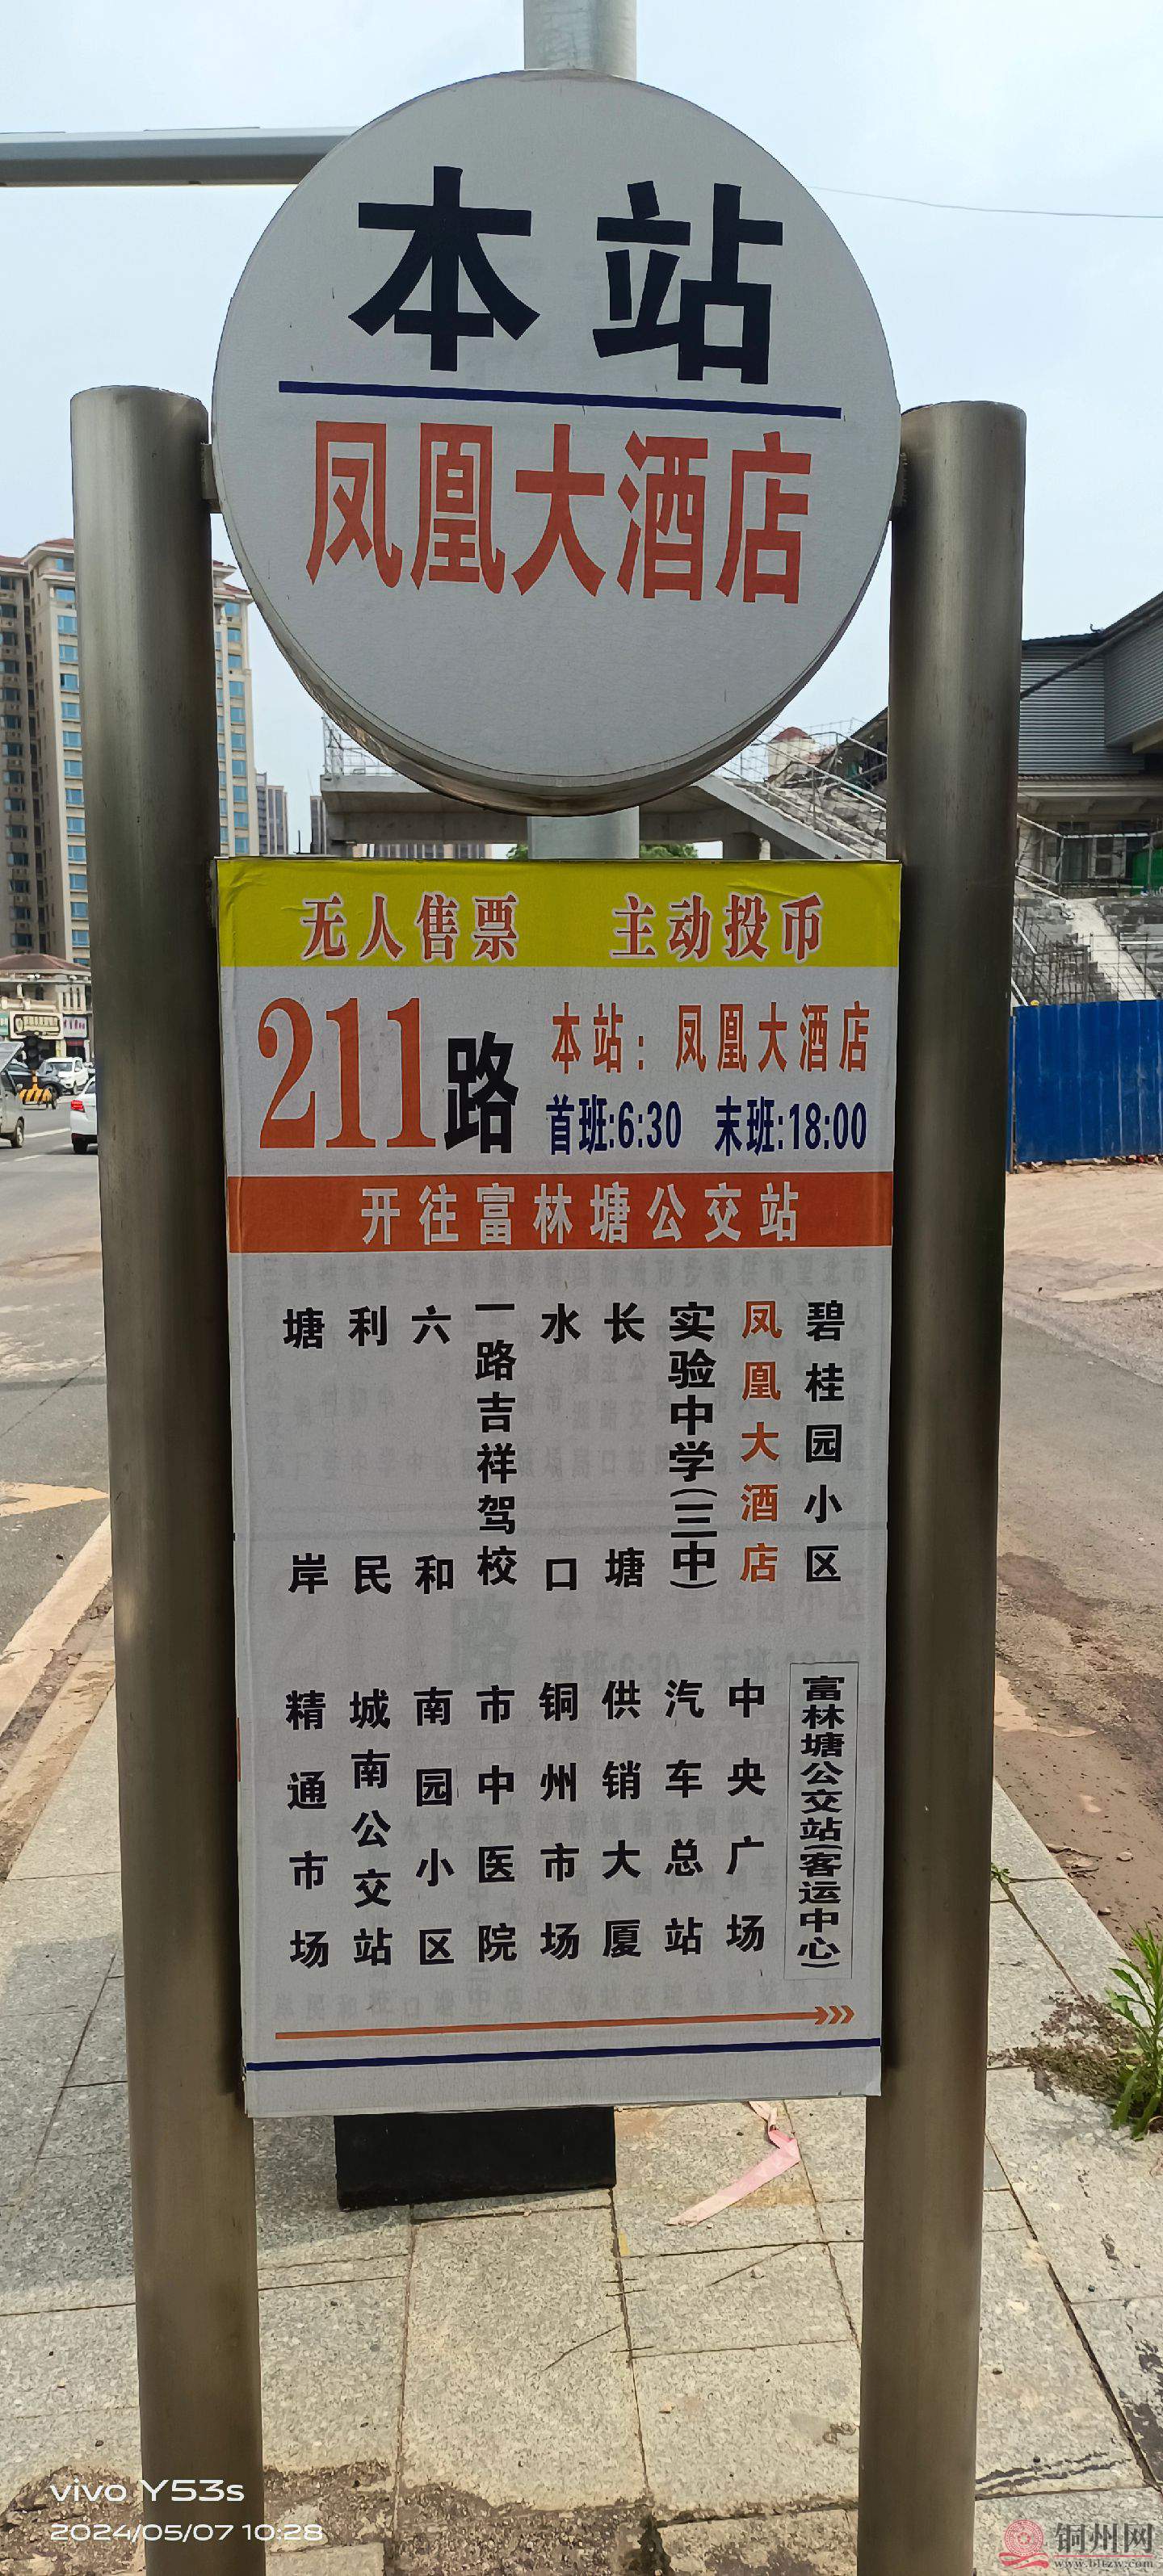 本站
凤凰大酒店
无人售票 主动投币
211路
本站：凤凰大酒店
首班:6:30 末班:18:00
开往富林塘公交站
塘岸
利民
六和
一路吉祥驾校
水口
长塘
实验中学(三中)
凤凰大酒店
碧桂园小区
精通市场
城南公交站
南园小区
市中医院
铜州市场
供销大厦
汽车总站
中央广场
富林塘公交站(客运中心)
vivo Y53s
2024/05/07 10:28
铜州网
www.bltzw.com